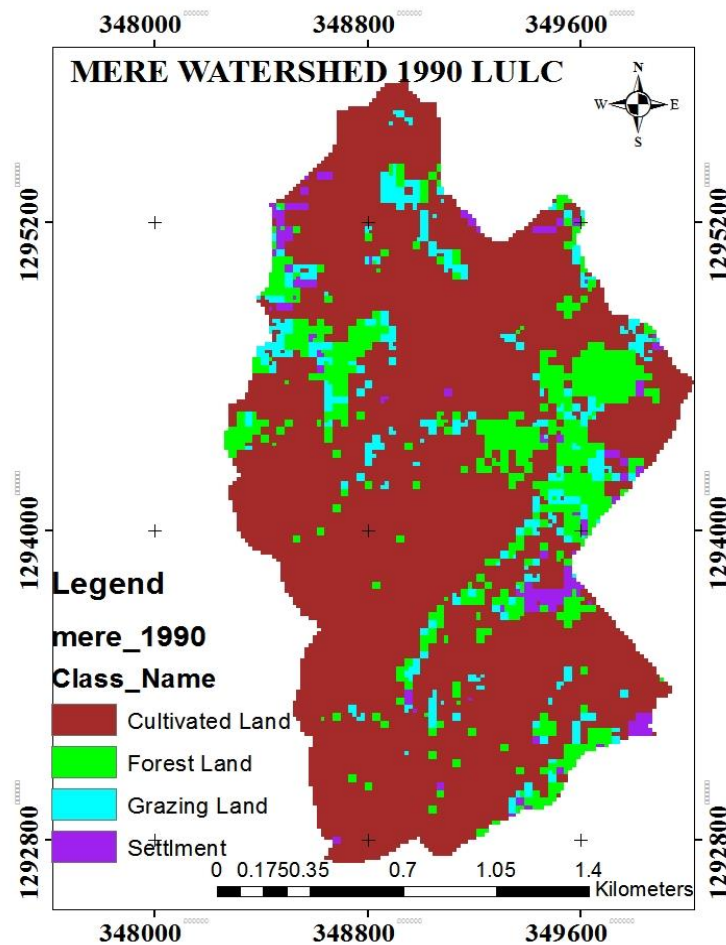 348000 348800 349600
MERE WATERSHED 1990 LULC
N
W E
S
1295200 1295200
1294000 1294000
1292800 1292800
Legend
mere_1990
Class_Name
Cultivated Land
Forest Land
Grazing Land
Settlment
0 0.1750.35 0.7 1.05 1.4
Kilometers
348000 348800 349600